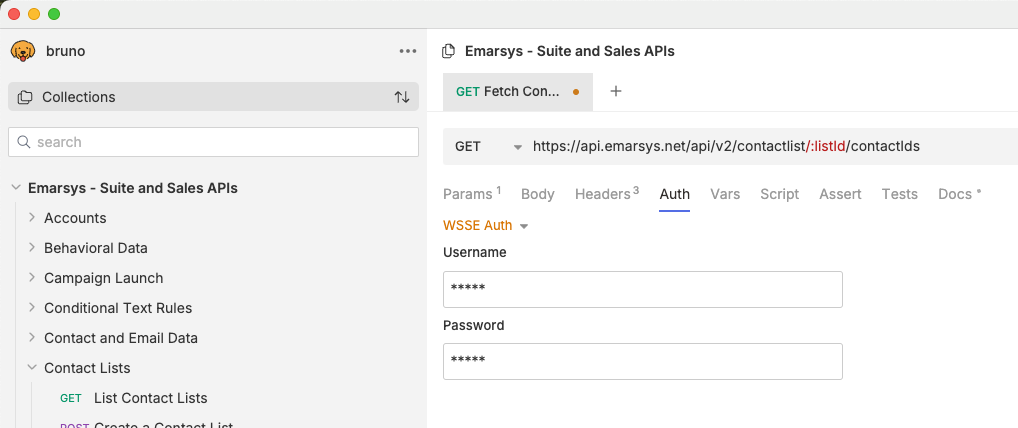 bruno
Collections
search
Emarsys - Suite and Sales APIs
Accounts
Behavioral Data
Campaign Launch
Conditional Text Rules
Contact and Email Data
Contact Lists
GET List Contact Lists
POST Create a Contact List
Emarsys - Suite and Sales APIs
GET Fetch Con...
GET https://api.emarsys.net/api/v2/contactlist/:listId/contactIds
Params 1 Body Headers 3 Auth Vars Script Assert Tests Docs
WSSE Auth
Username
*****
Password
*****